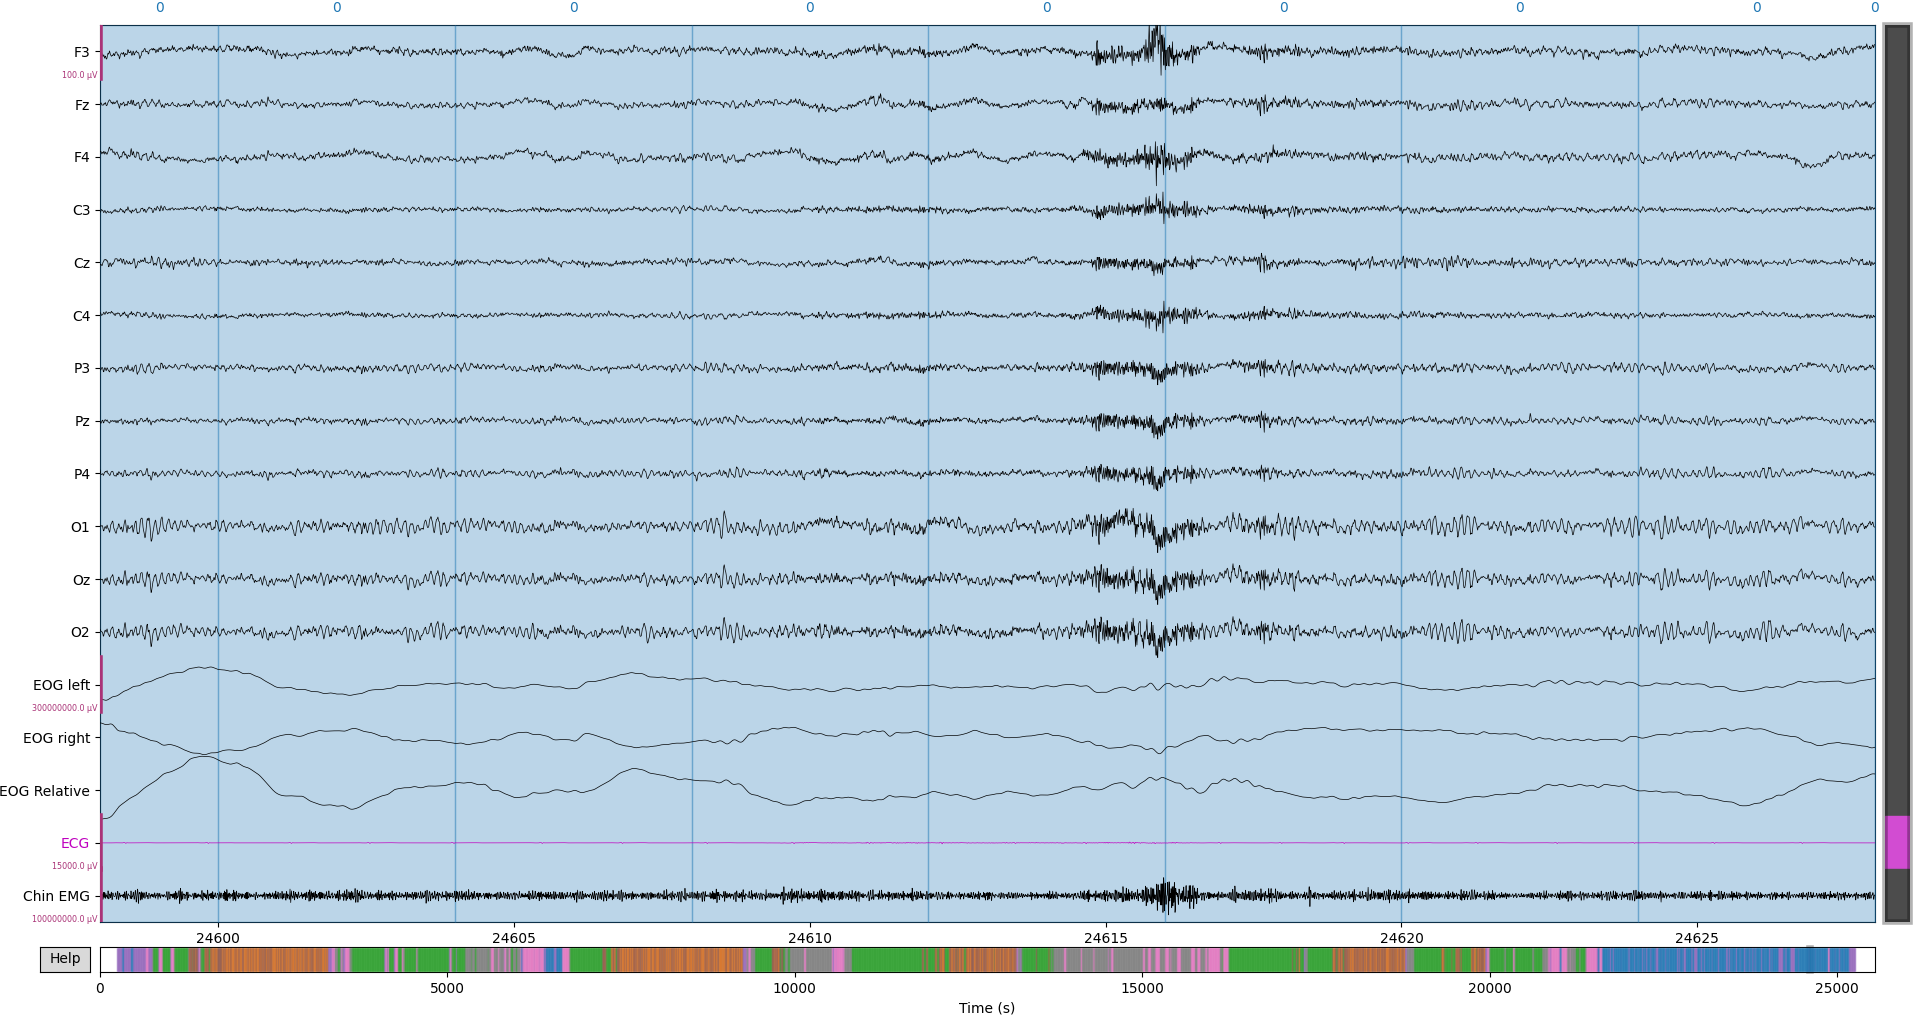 0 0 0 0 0 0 0 0 0
F3
100.0 µV
Fz
F4
C3
Cz
C4
P3
Pz
P4
O1
Oz
O2
EOG left
300000000.0 µV
EOG right
EOG Relative
ECG
15000.0 µV
Chin EMG
100000000.0 µV
24600 24605 24610 24615 24620 24625
Help
0 5000 10000 15000 20000 25000
Time (s)